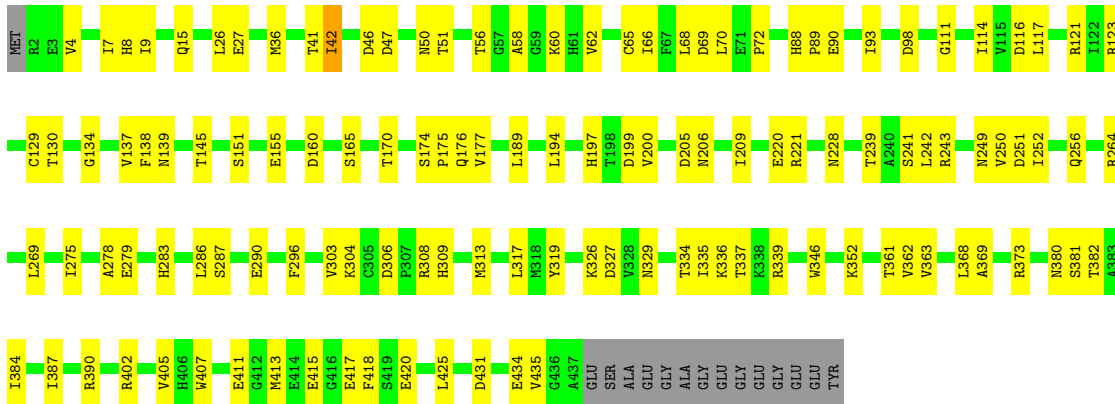 MET R2 E3 V4 I7 H8 I9 Q15 L26 E27 M36 T41 I42 D46 D47 N50 T51 T56 G57 A58 G59 K60 H61 V62 C65 I66 F67 L68 D69 L70 E71 P72 H88 P89 E90 I93 D98 G111 I114 V115 D116 L117 R121 I122 R123
C129 T130 G134 V137 F138 N139 T145 S151 E155 D160 S165 T170 S174 P175 Q176 V177 L189 L194 H197 T198 D199 V200 D205 N206 I209 E220 R221 N228 T239 A240 S241 L242 R243 N249 V250 D251 I252 Q256 R264
L269 I275 A278 E279 H283 L286 S287 E290 F296 V303 K304 C305 D306 P307 R308 H309 M313 L317 M318 Y319 K326 D327 V328 N329 T334 I335 K336 T337 K338 R339 W346 K352 T361 V362 V363 L368 A369 R373 N380 S381 T382 A383
I384 I387 R390 R402 V405 H406 W407 E411 G412 M413 E414 E415 G416 E417 F418 S419 E420 L425 D431 E434 V435 G436 A437 GLU SER ALA GLU GLY ALA GLY GLU GLY GLU GLY GLU GLU TYR